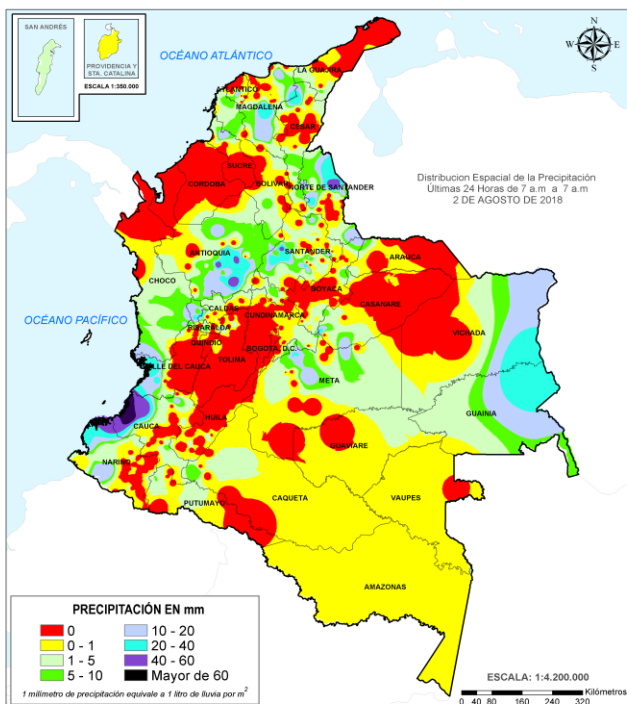 SAN ANDRÉS
PROVIDENCIA Y
STA. CATALINA
ESCALA 1:350.000
OCÉANO ATLÁNTICO
N
W E
S
LA GUAJIRA
ATLANTICO
MAGDALENA
CESAR
SUCRE
CORDOBA
BOLIVAR
NORTE DE SANTANDER
Distribucion Espacial de la Precipitación
Últimas 24 Horas de 7 a.m a 7 a.m
2 DE AGOSTO DE 2018
ANTIOQUIA
SANTANDER
ARAUCA
CHOCO
BOYACA
CASANARE
CALDAS
OCÉANO PACÍFICO
CUNDINAMARCA
RISARALDA
VICHADA
QUINDIO
BOGOTA, D.C.
TOLIMA
VALLE DEL CAUCA
META
GUAINIA
CAUCA
HUILA
GUAVIARE
NARIÑO
CAQUETA
VAUPES
PUTUMAYO
AMAZONAS
PRECIPITACIÓN EN mm
0
0 - 1
1 - 5
5 - 10
10 - 20
20 - 40
40 - 60
Mayor de 60
1 milimetro de precipitación equivale a 1 litro de lluvia por m²
ESCALA: 1:4.200.000
Kilómetros
0 40 80 160 240 320